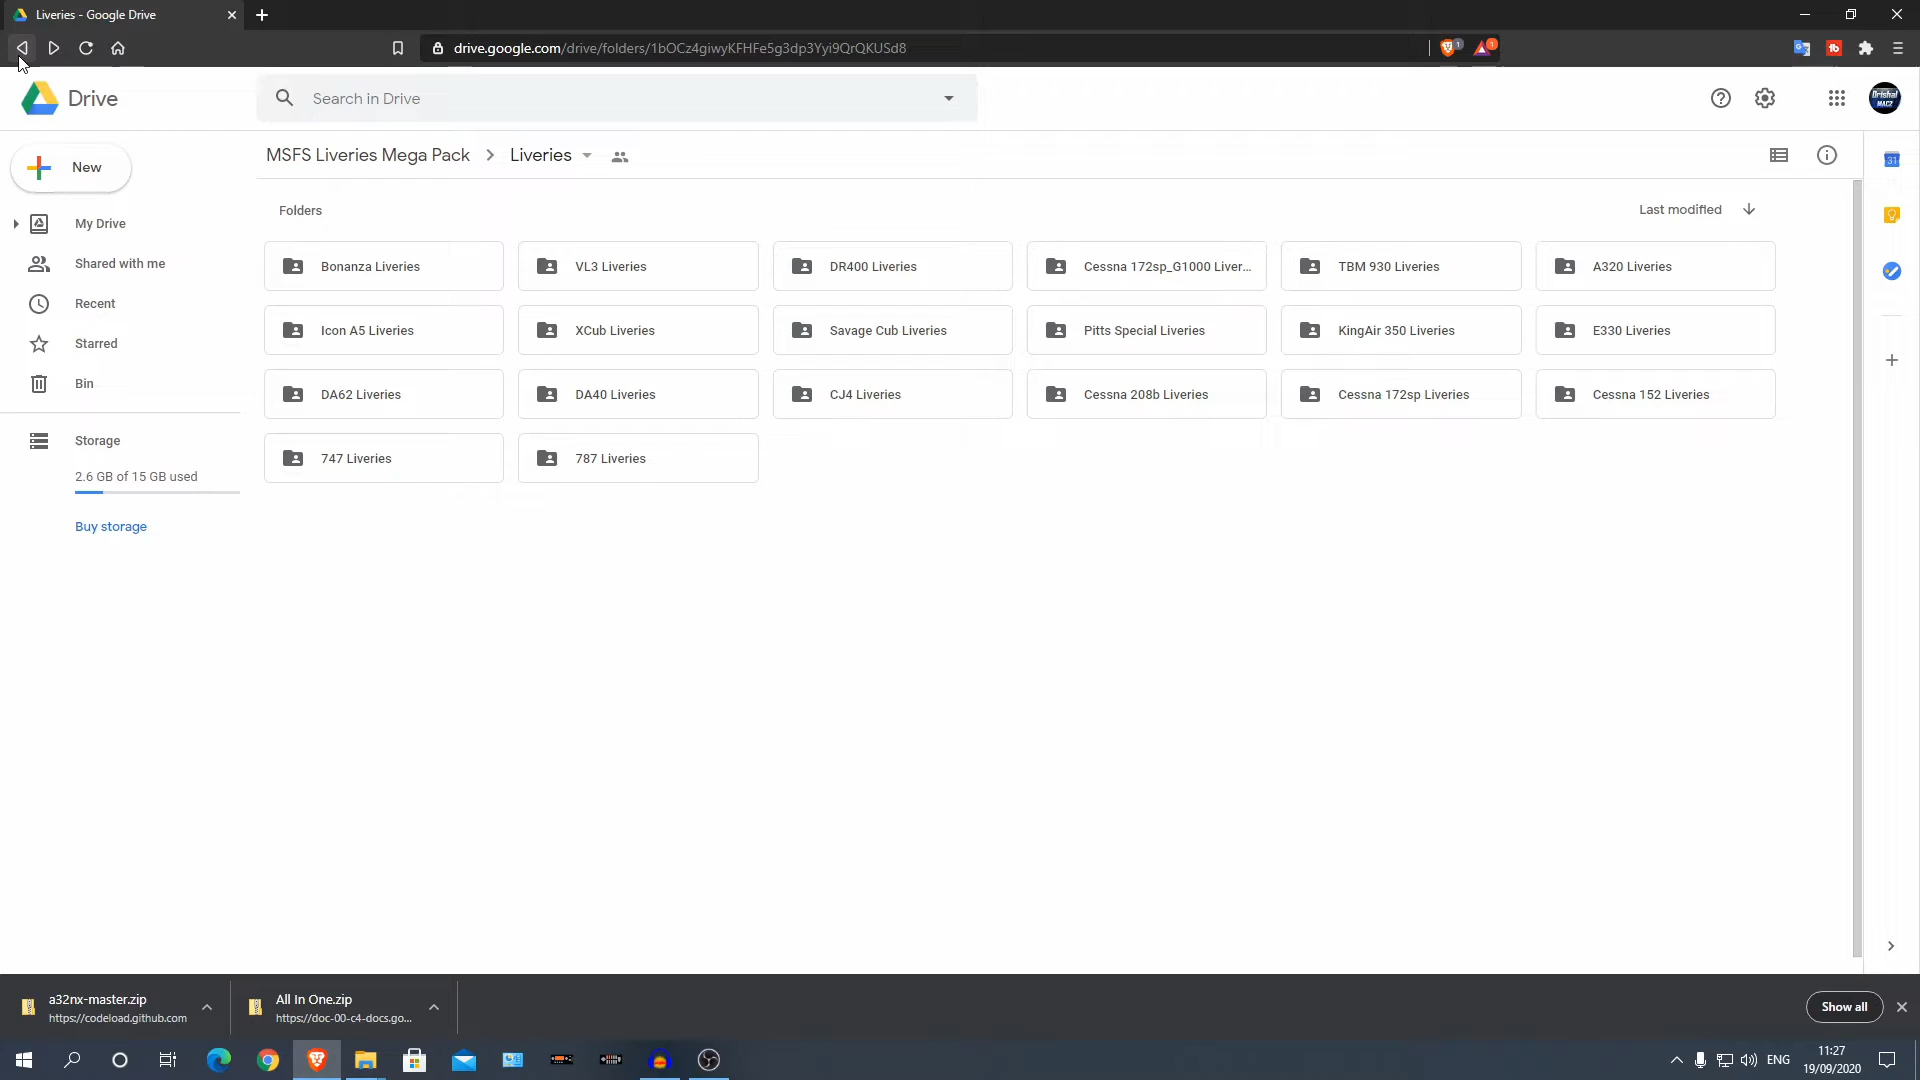 Liveries - Google Drive
drive.google.com/drive/folders/1bOCz4giwyKFHFe5g3dp3Yyi9QrQKUSd8
1
1
Drive
Search in Drive
MSFS Liveries Mega Pack
Liveries
31
New
Folders
Last modified
My Drive
Shared with me
Recent
Starred
Bin
Storage
2.6 GB of 15 GB used
Buy storage
Bonanza Liveries
VL3 Liveries
DR400 Liveries
Cessna 172sp_G1000 Liver...
TBM 930 Liveries
A320 Liveries
Icon A5 Liveries
XCub Liveries
Savage Cub Liveries
Pitts Special Liveries
KingAir 350 Liveries
E330 Liveries
DA62 Liveries
DA40 Liveries
CJ4 Liveries
Cessna 208b Liveries
Cessna 172sp Liveries
Cessna 152 Liveries
747 Liveries
787 Liveries
a32nx-master.zip
https://codeload.github.com
All In One.zip
https://doc-00-c4-docs.go...
Show all
ENG
11:27
19/09/2020